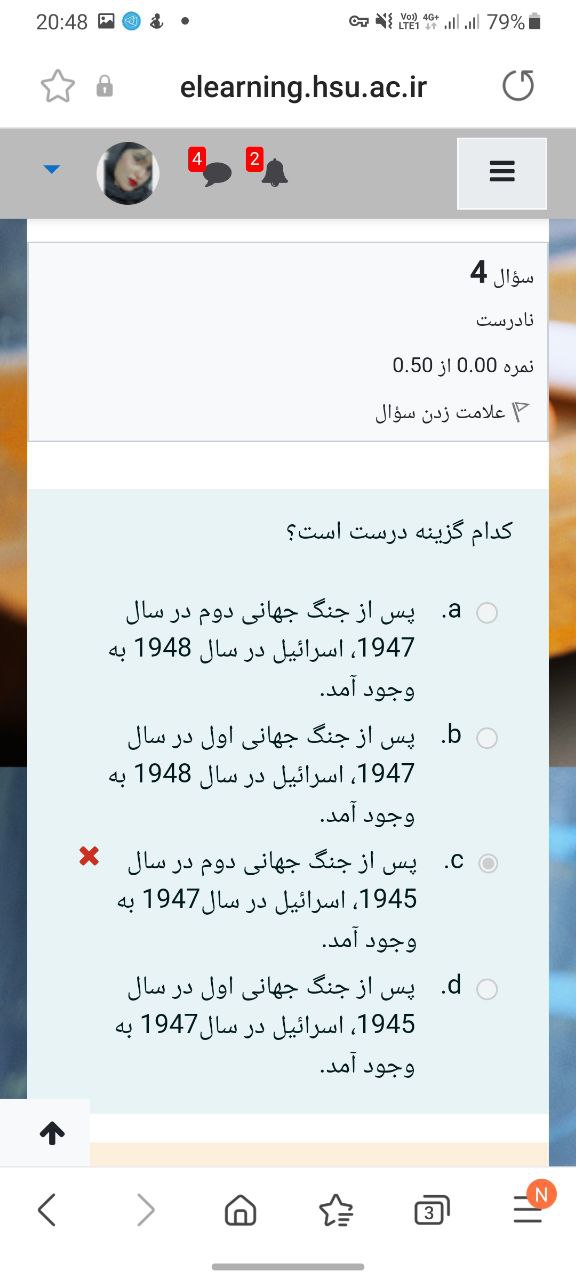 20:48
Vo)) 4G+
LTE1
79%
elearning.hsu.ac.ir
4
2
سؤال 4
نادرست
نمره 0.00 از 0.50
علامت زدن سؤال
کدام گزینه درست است؟
a. پس از جنگ جهانی دوم در سال
1947، اسرائیل در سال 1948 به
وجود آمد.
b. پس از جنگ جهانی اول در سال
1947، اسرائیل در سال 1948 به
وجود آمد.
c. پس از جنگ جهانی دوم در سال
1945، اسرائیل در سال1947 به
وجود آمد.
d. پس از جنگ جهانی اول در سال
1945، اسرائیل در سال1947 به
وجود آمد.
3
N